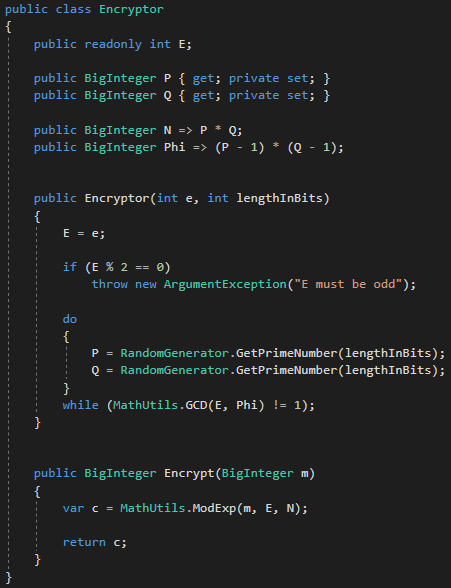 public class Encryptor
{
public readonly int E;
public BigInteger P { get; private set; }
public BigInteger Q { get; private set; }
public BigInteger N => P * Q;
public BigInteger Phi => (P - 1) * (Q - 1);
public Encryptor(int e, int lengthInBits)
{
E = e;
if (E % 2 == 0)
throw new ArgumentException("E must be odd");
do
{
P = RandomGenerator.GetPrimeNumber(lengthInBits);
Q = RandomGenerator.GetPrimeNumber(lengthInBits);
}
while (MathUtils.GCD(E, Phi) != 1);
}
public BigInteger Encrypt(BigInteger m)
{
var c = MathUtils.ModExp(m, E, N);
return c;
}
}